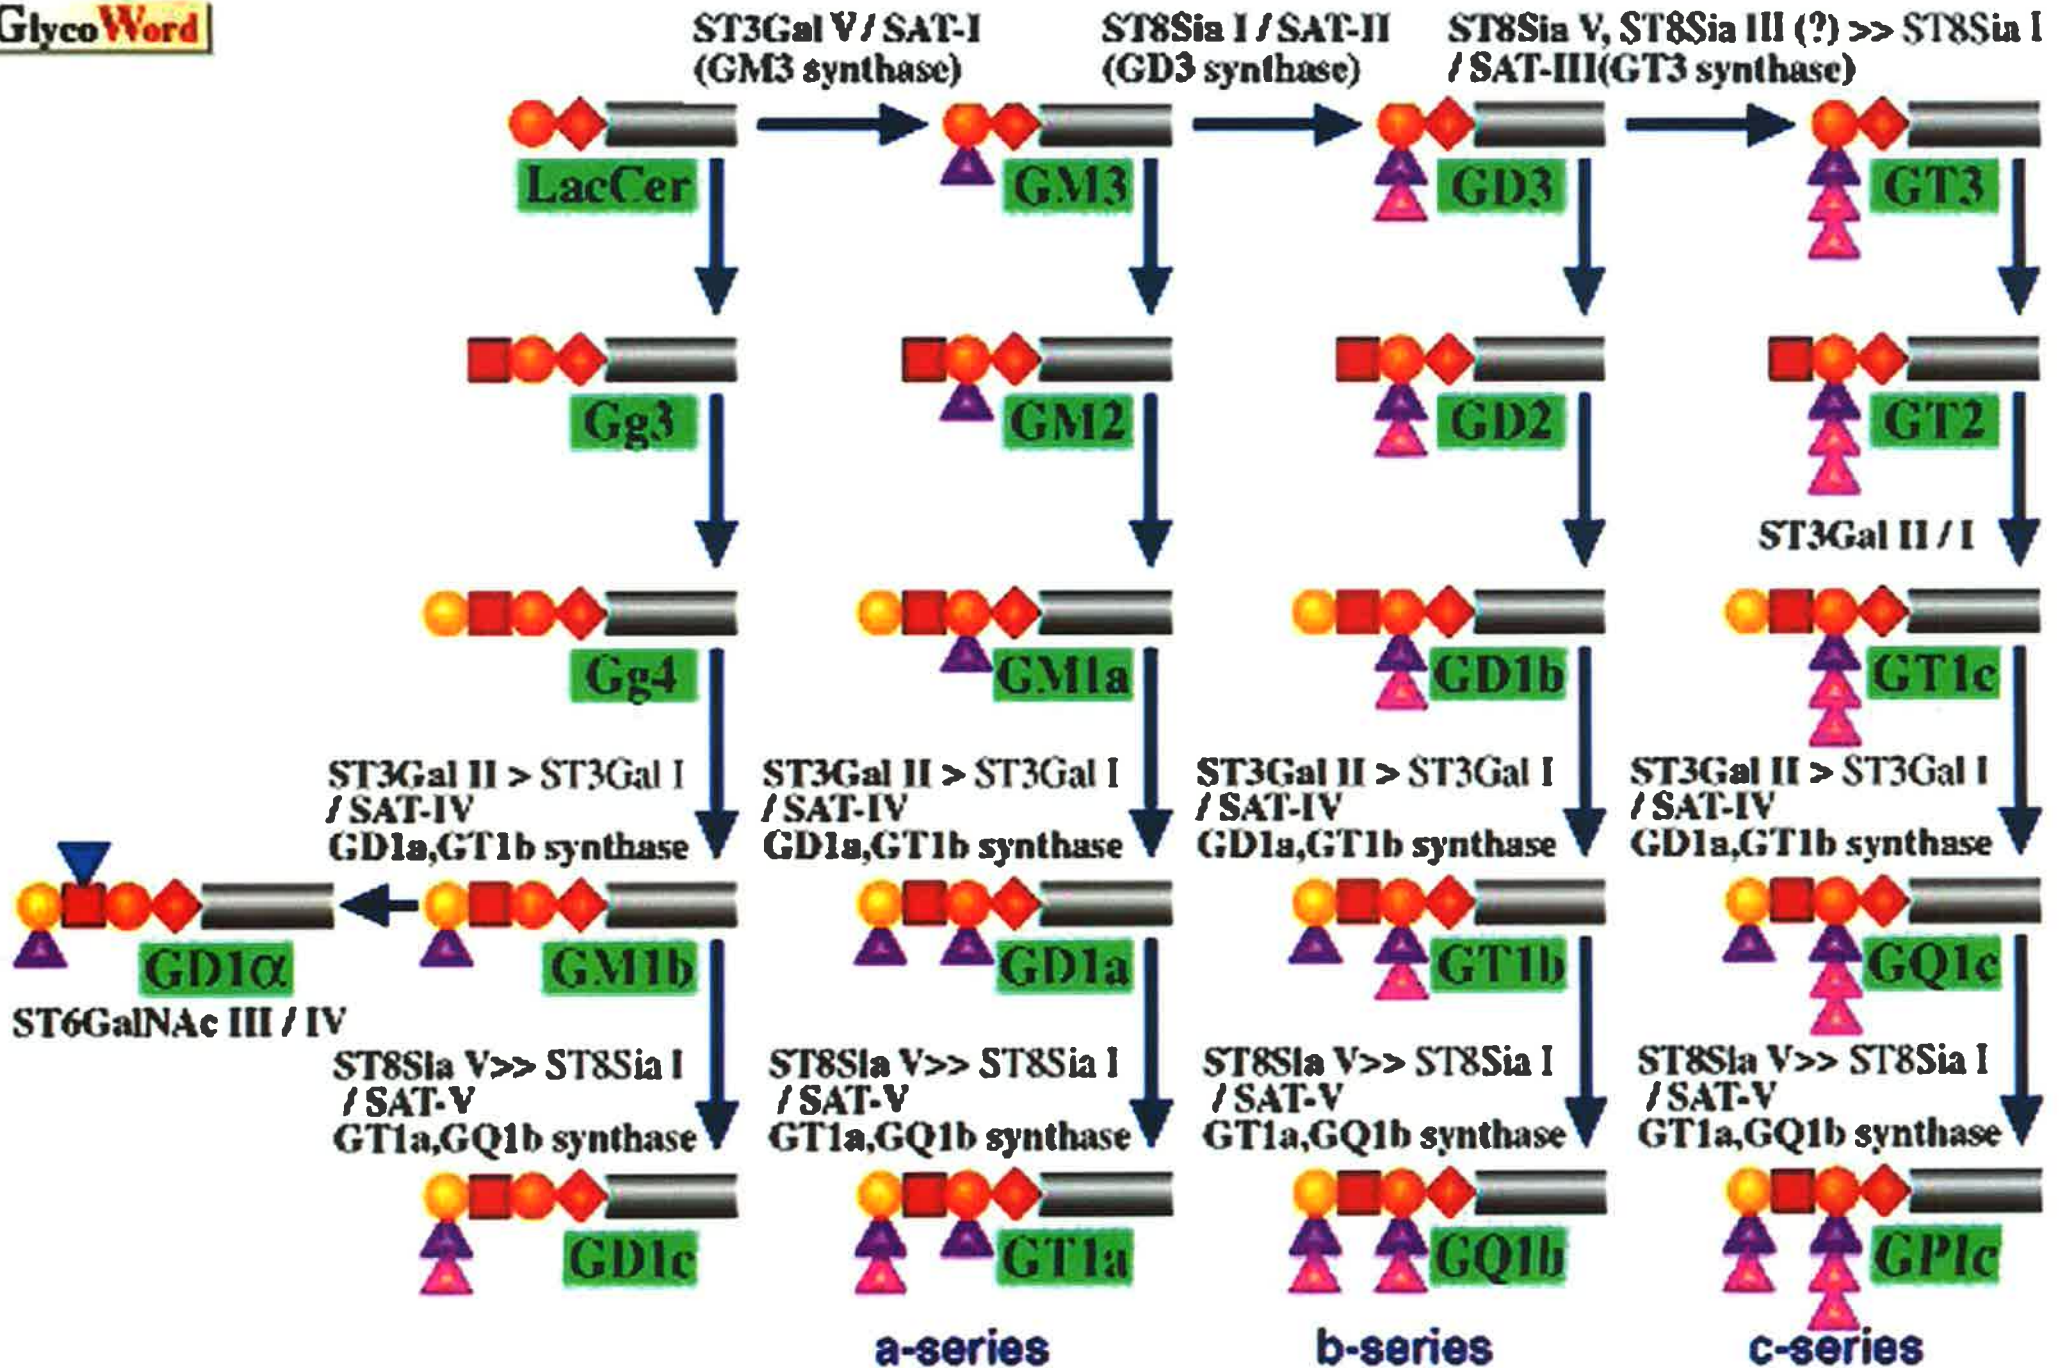 GlycoWord
ST3Gal V / SAT-I
(GM3 synthase)
ST8Sia I / SAT-II
(GD3 synthase)
ST8Sia V, ST8Sia III (?) >> ST8Sia I
/ SAT-III(GT3 synthase)
LacCer
GM3
GD3
GT3
Gg3
GM2
GD2
GT2
ST3Gal II / I
Gg4
GM1a
GD1b
GT1c
ST3Gal II > ST3Gal I
/ SAT-IV
GD1a,GT1b synthase
ST3Gal II > ST3Gal I
/ SAT-IV
GD1a,GT1b synthase
ST3Gal II > ST3Gal I
/ SAT-IV
GD1a,GT1b synthase
ST3Gal II > ST3Gal I
/ SAT-IV
GD1a,GT1b synthase
GD1α
GM1b
GD1a
GT1b
GQ1c
ST6GalNAc III / IV
ST8Sia V>> ST8Sia I
/ SAT-V
GT1a,GQ1b synthase
ST8Sia V>> ST8Sia I
/ SAT-V
GT1a,GQ1b synthase
ST8Sia V>> ST8Sia I
/ SAT-V
GT1a,GQ1b synthase
ST8Sia V>> ST8Sia I
/ SAT-V
GT1a,GQ1b synthase
GD1c
GT1a
GQ1b
GP1c
a-series
b-series
c-series